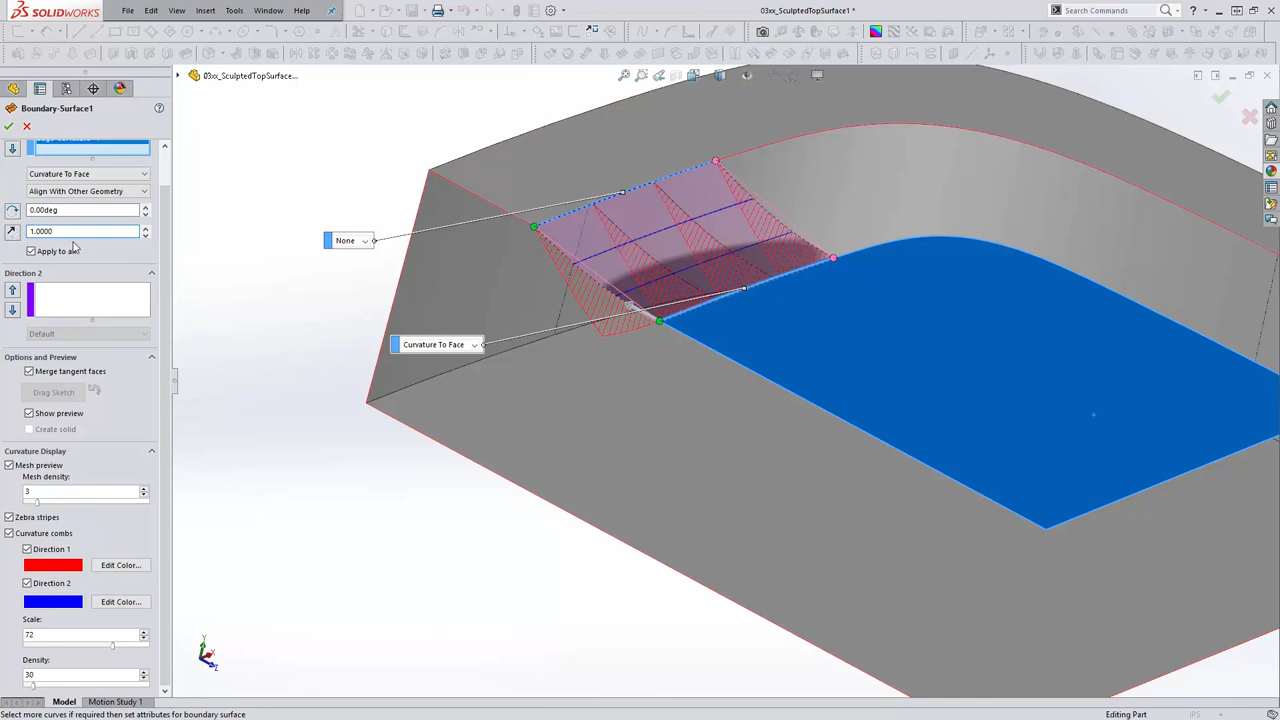 SOLIDWORKS File Edit View Insert Tools Window Help 03xx_SculptedTopSurface1 * Search Commands
03xx_SculptedTopSurface...
Boundary-Surface1
Curvature To Face
Align With Other Geometry
0.00deg
1.0000
Apply to all
Direction 2
Default
Options and Preview
Merge tangent faces
Drag Sketch
Show preview
Create solid
Curvature Display
Mesh preview
Mesh density:
3
Zebra stripes
Curvature combs
Direction 1
Edit Color...
Direction 2
Edit Color...
Scale:
72
Density:
30
None
Curvature To Face
Y
X
Z
Model Motion Study 1
Select more curves if required then set attributes for boundary surface Editing Part IPS